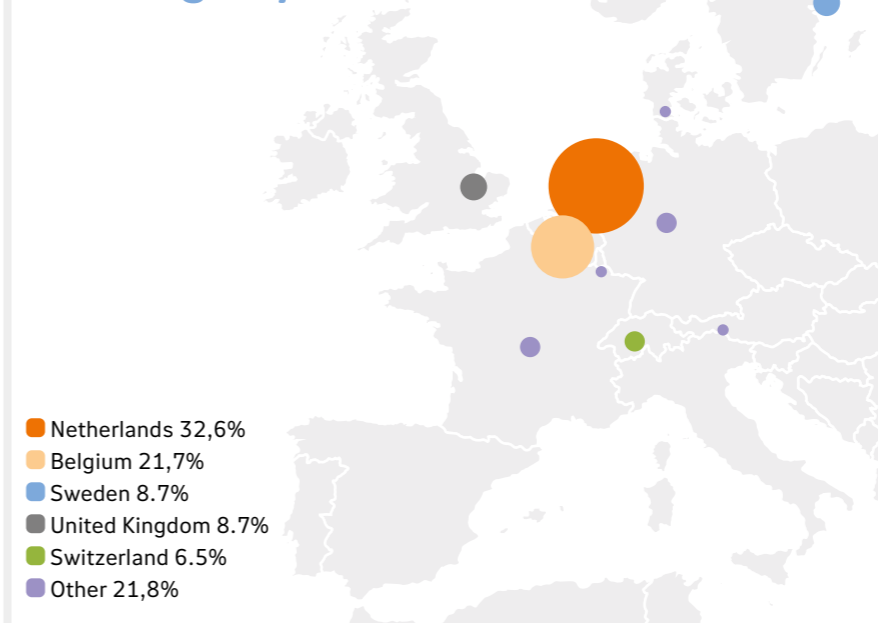 Netherlands 32,6%
Belgium 21,7%
Sweden 8.7%
United Kingdom 8.7%
Switzerland 6.5%
Other 21,8%